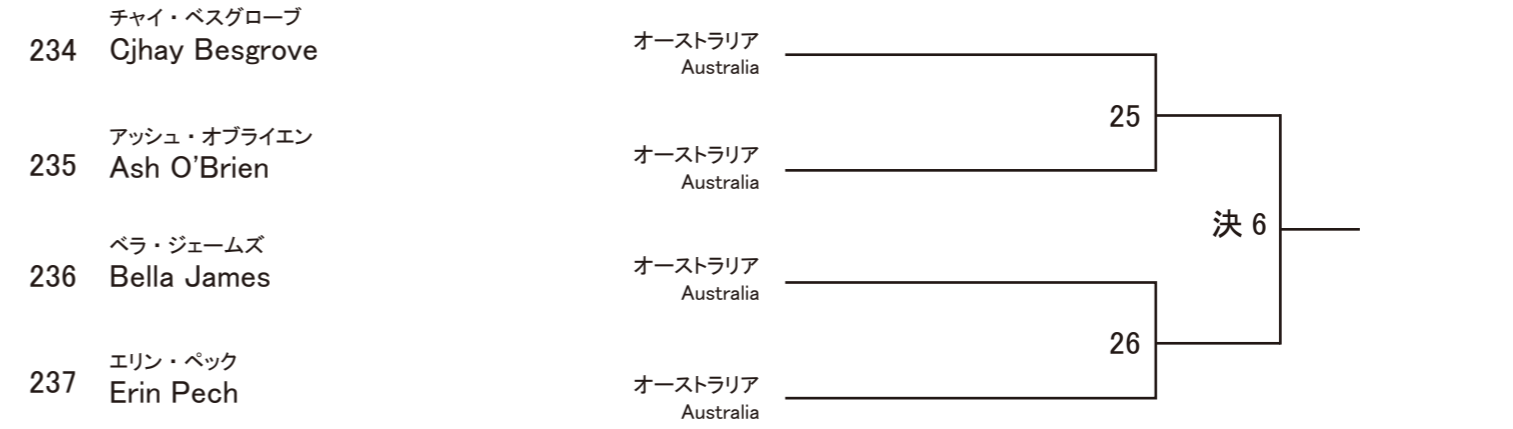 チャイ・ベスグローブ
234 Cjhay Besgrove
オーストラリア
Australia
25
アッシュ・オブライエン
235 Ash O'Brien
オーストラリア
Australia
決 6
ベラ・ジェームズ
236 Bella James
オーストラリア
Australia
26
エリン・ペック
237 Erin Pech
オーストラリア
Australia